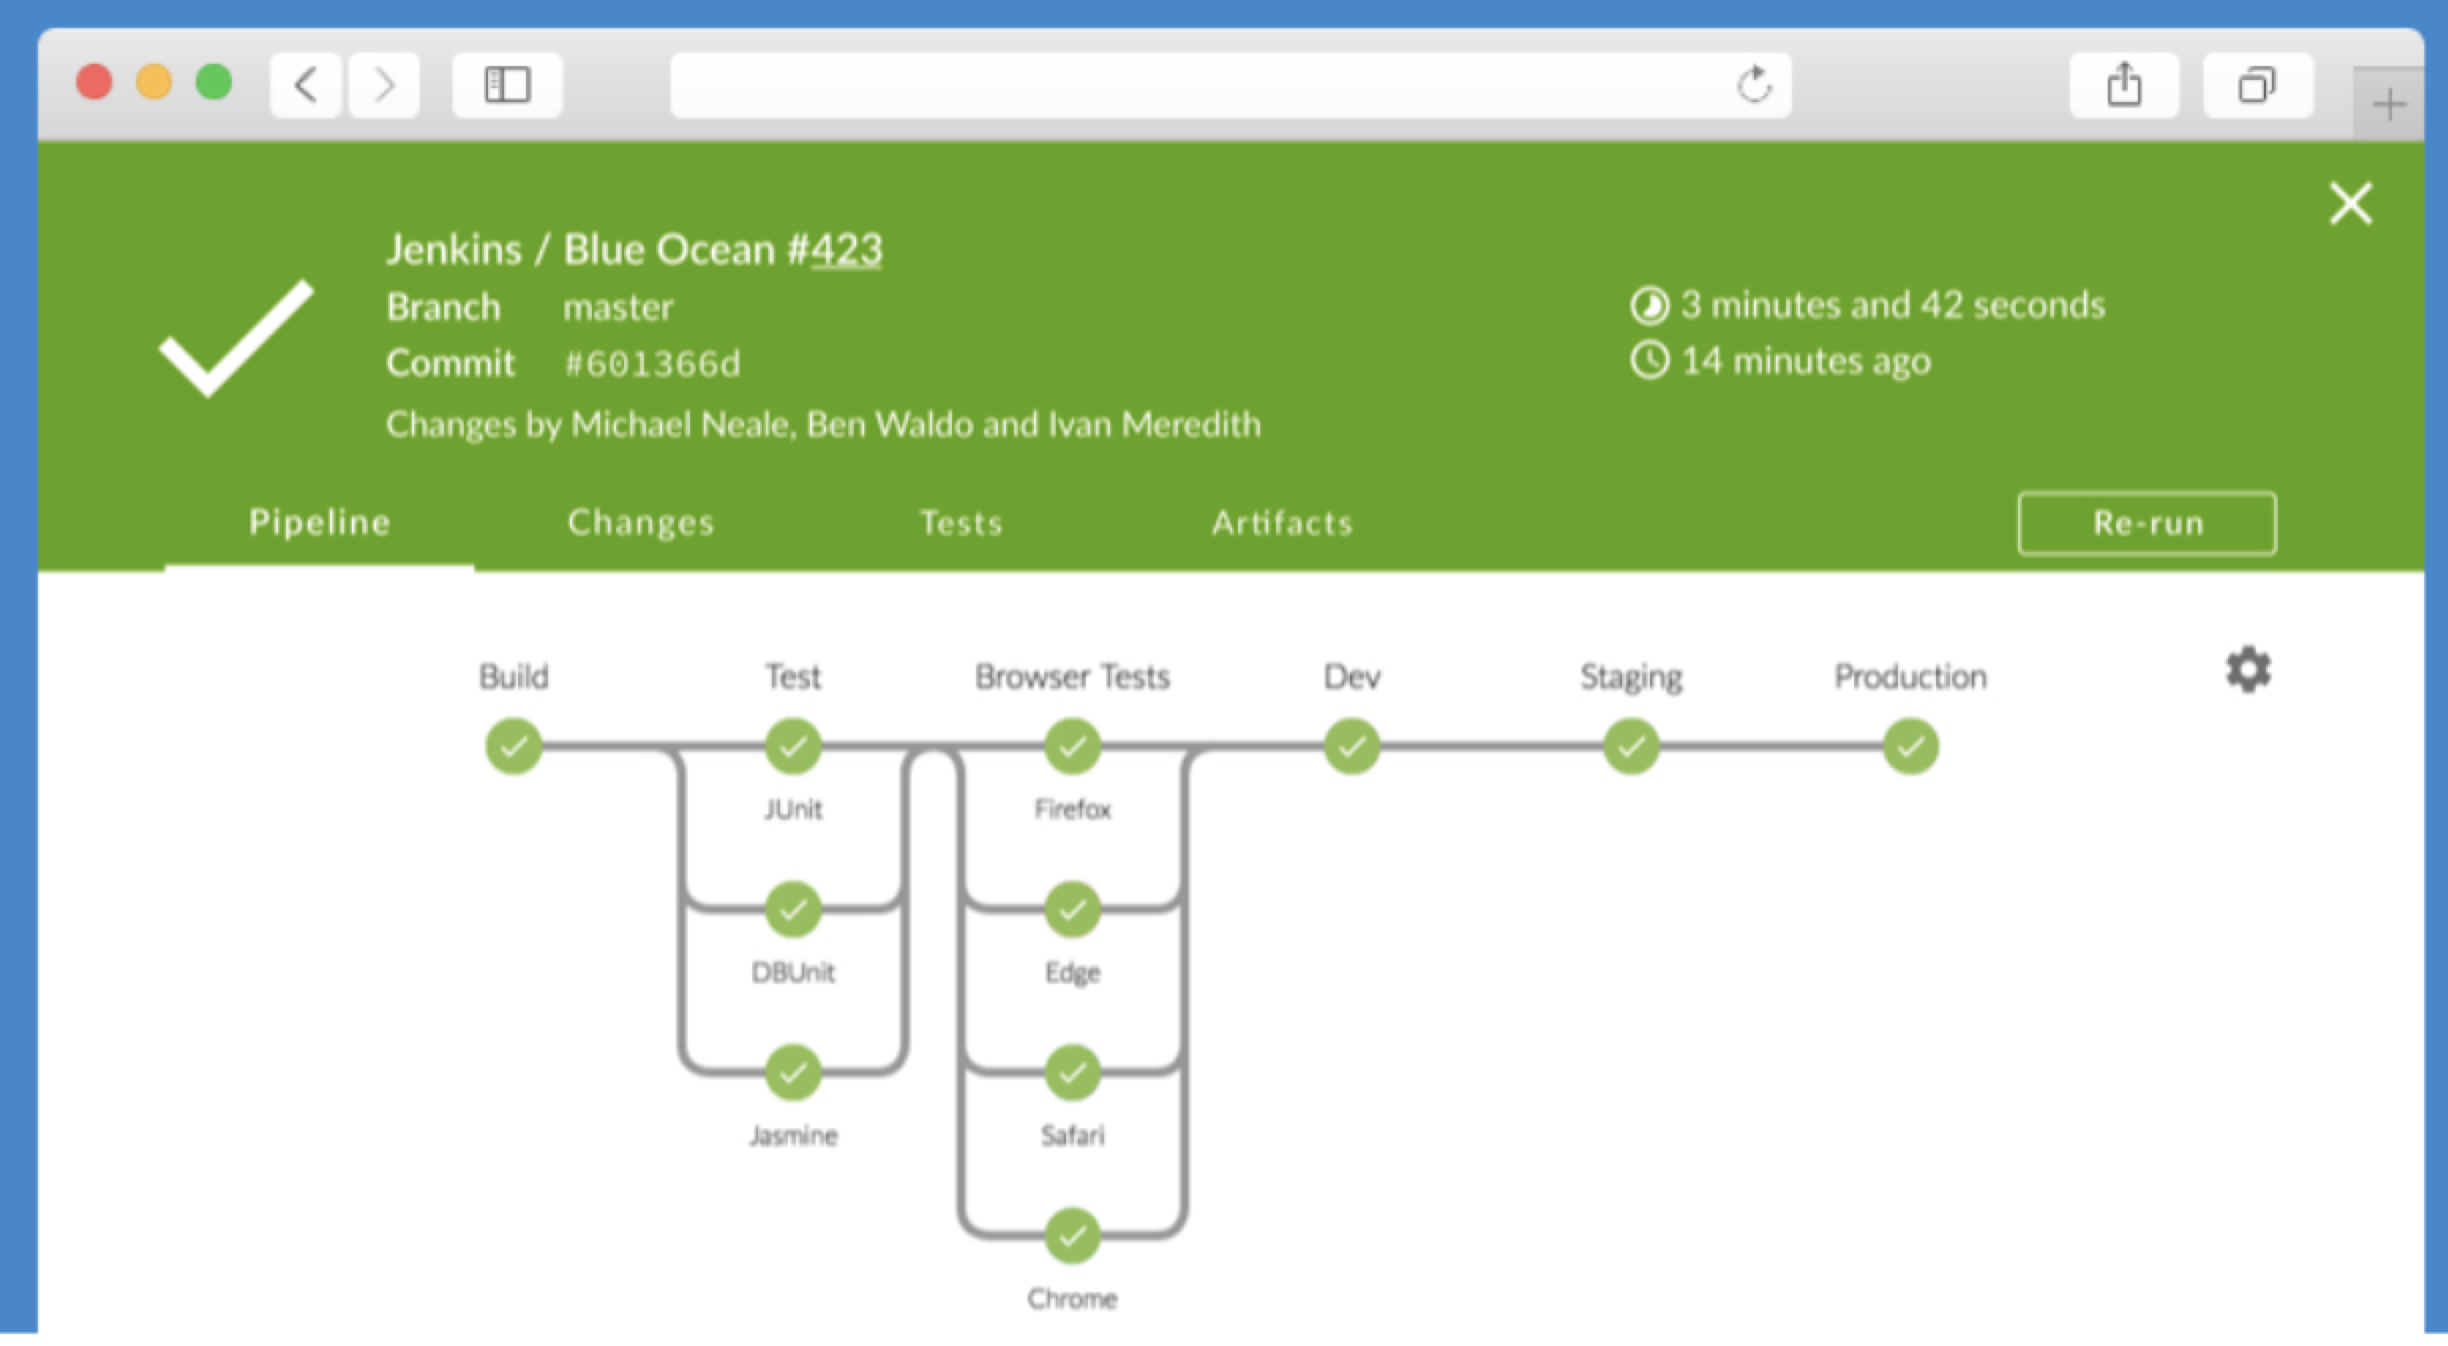 Jenkins / Blue Ocean #423
Branch master
Commit #601366d
Changes by Michael Neale, Ben Waldo and Ivan Meredith
3 minutes and 42 seconds
14 minutes ago
Pipeline Changes Tests Artifacts Re-run
Build Test Browser Tests Dev Staging Production
JUnit Firefox
DBUnit Edge
Jasmine Safari
Chrome